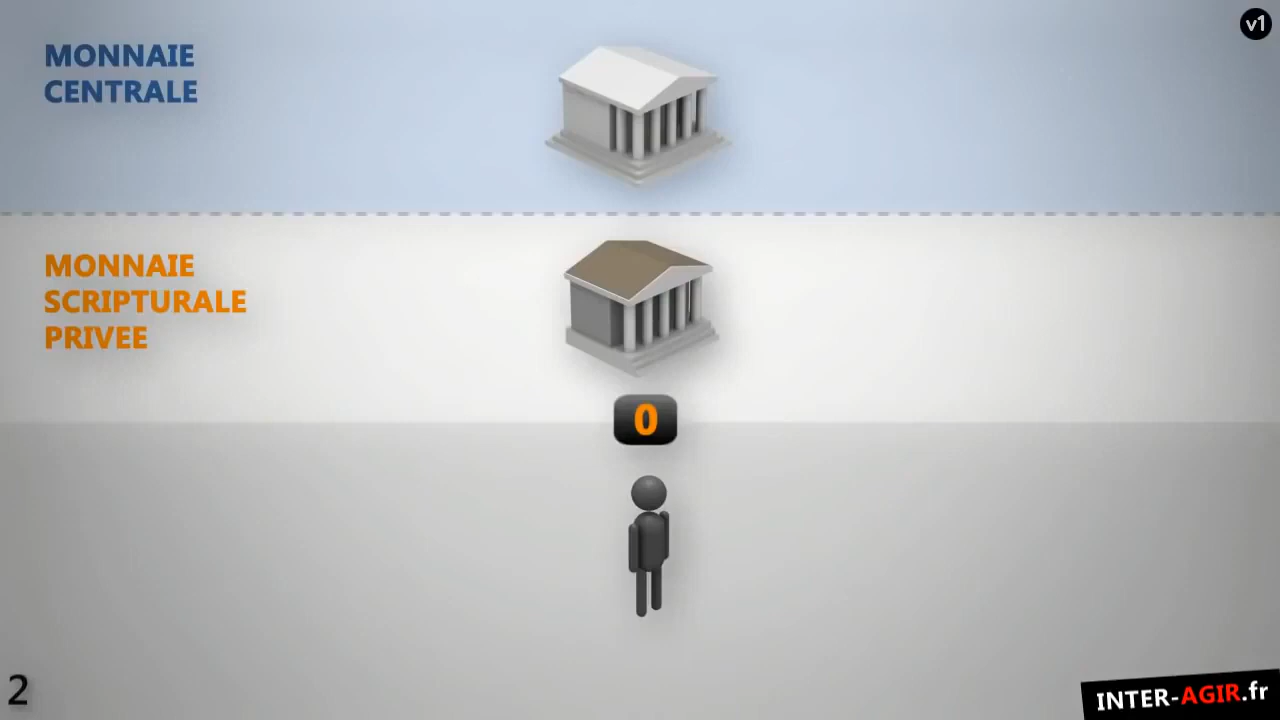 v1
MONNAIE
CENTRALE
MONNAIE
SCRIPTURALE
PRIVEE
0
2
INTER-AGIR.fr